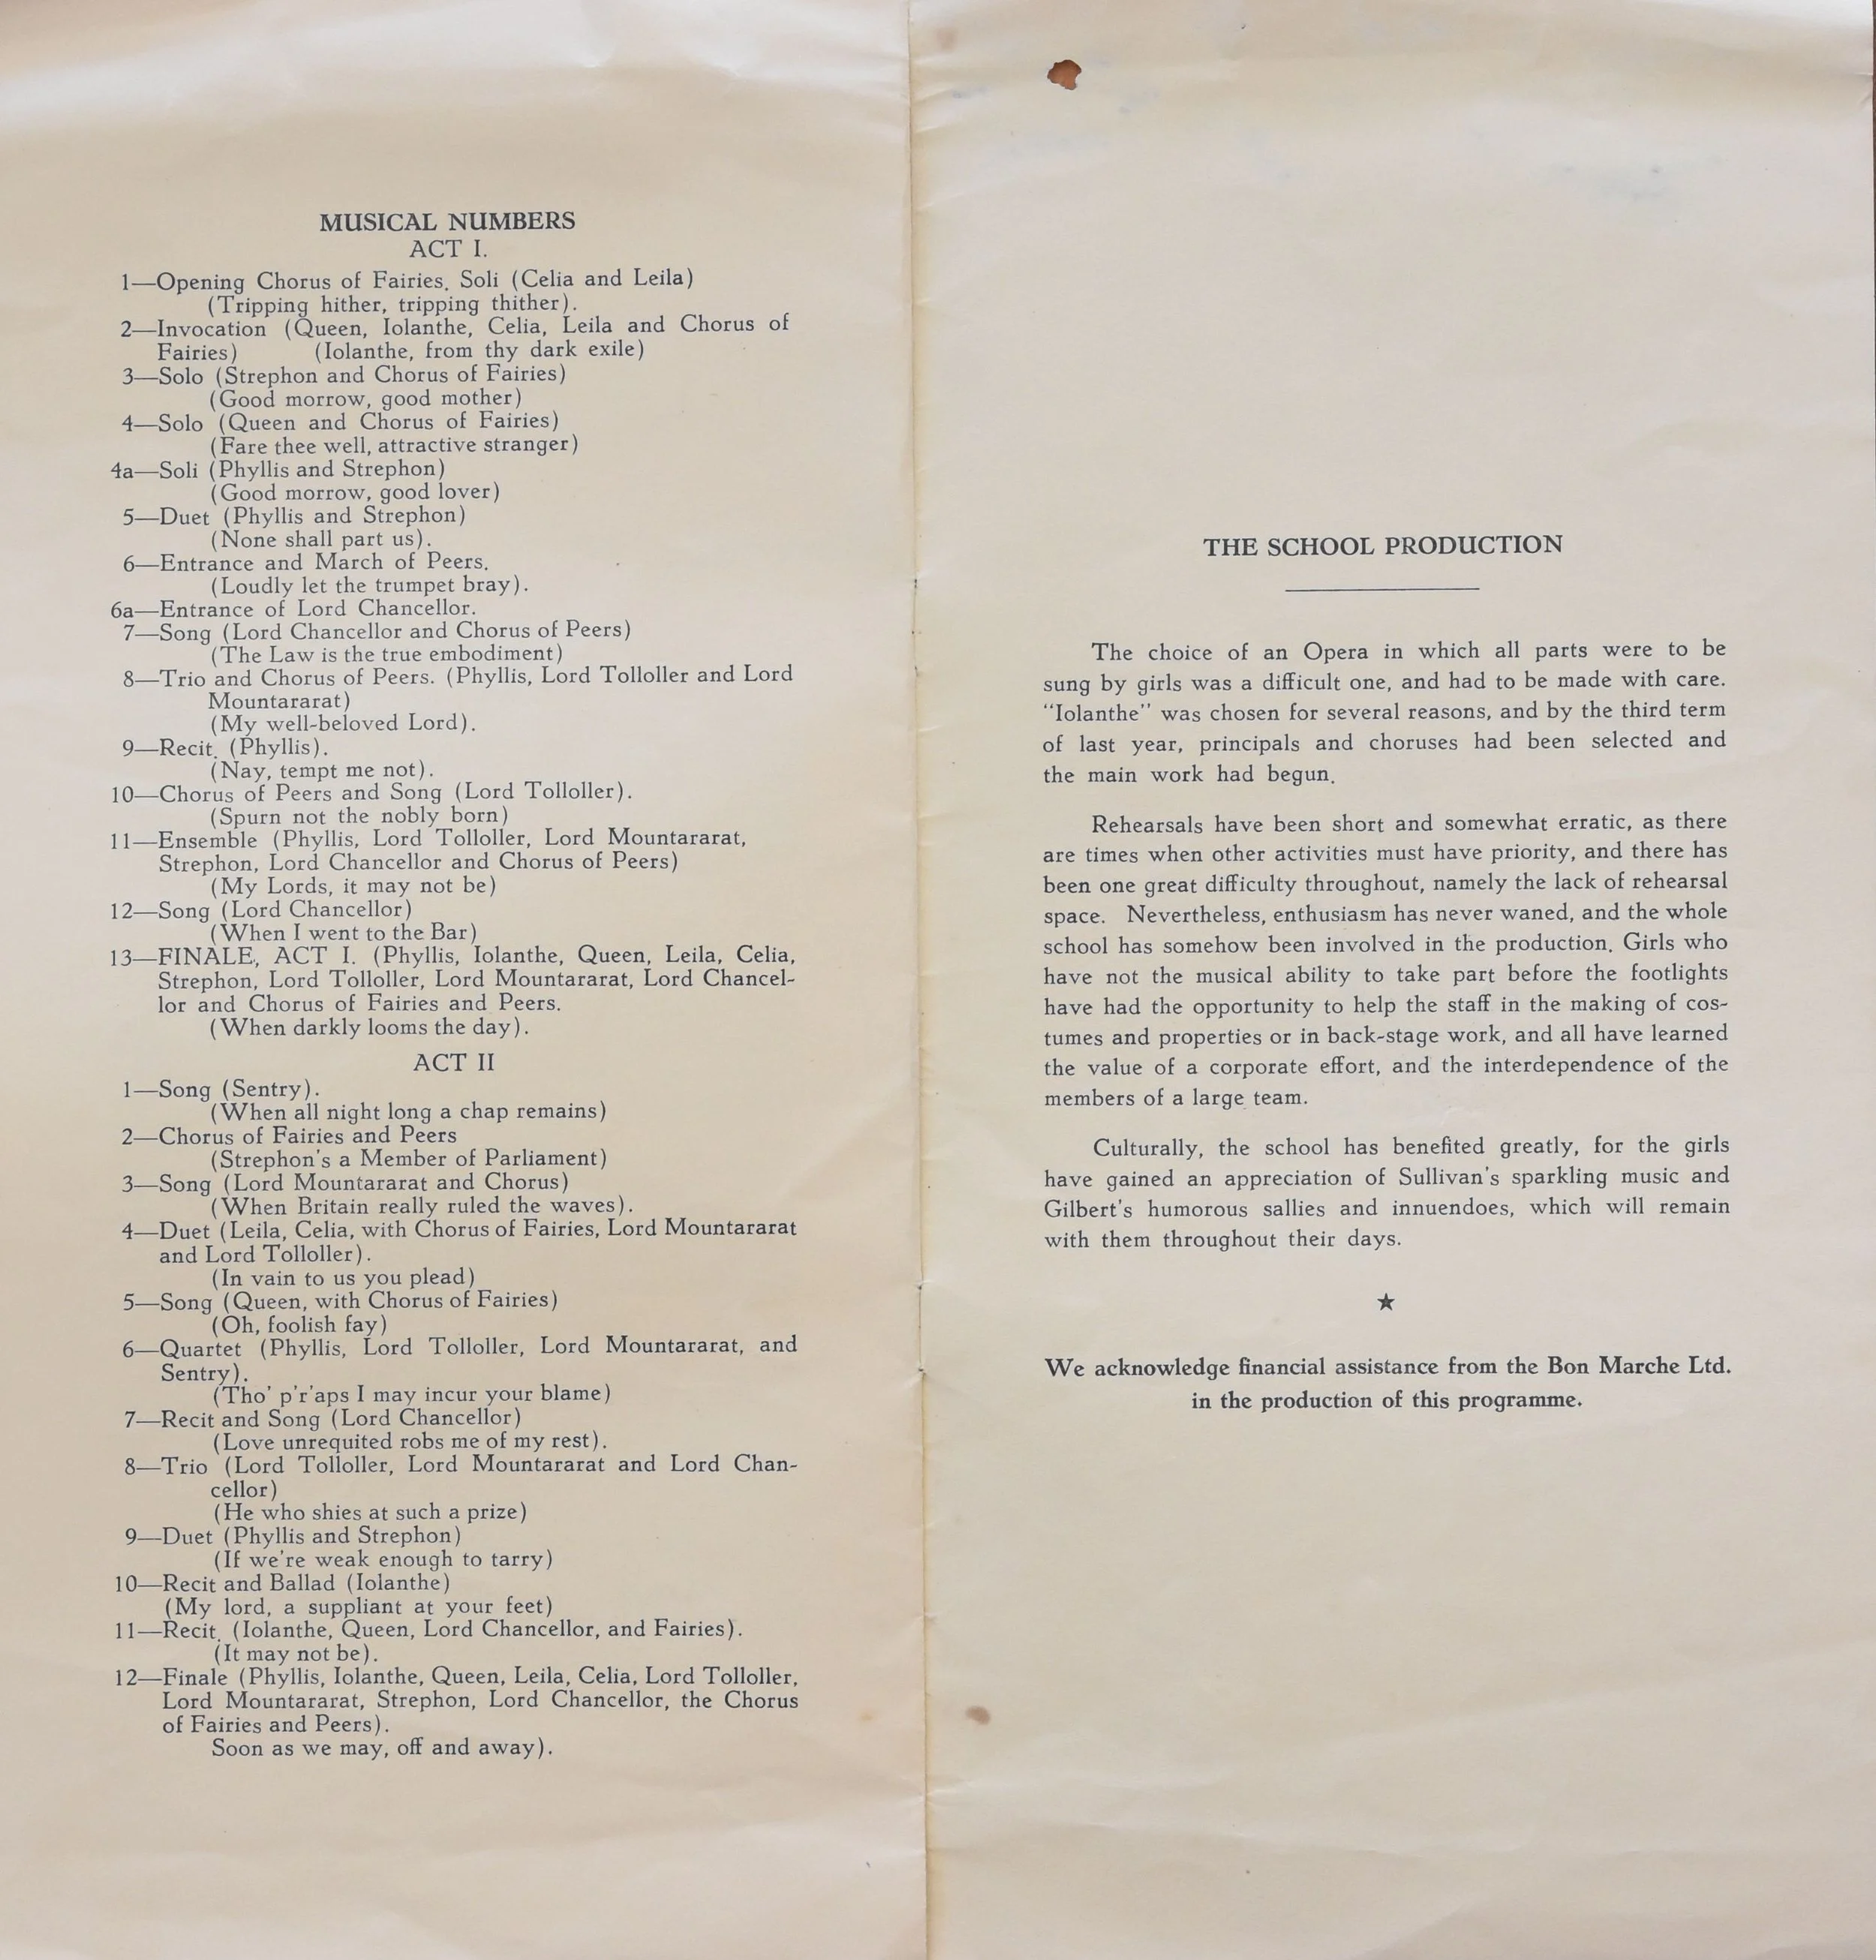 MUSICAL NUMBERS
ACT I.
1—Opening Chorus of Fairies. Soli (Celia and Leila)
(Tripping hither, tripping thither).
2—Invocation (Queen, Iolanthe, Celia, Leila and Chorus of
Fairies) (Iolanthe, from thy dark exile)
3—Solo (Strephon and Chorus of Fairies)
(Good morrow, good mother)
4—Solo (Queen and Chorus of Fairies)
(Fare thee well, attractive stranger)
4a—Soli (Phyllis and Strephon)
(Good morrow, good lover)
5—Duet (Phyllis and Strephon)
(None shall part us).
6—Entrance and March of Peers.
(Loudly let the trumpet bray).
6a—Entrance of Lord Chancellor.
7—Song (Lord Chancellor and Chorus of Peers)
(The Law is the true embodiment)
8—Trio and Chorus of Peers. (Phyllis, Lord Tolloller and Lord
Mountararat)
(My well-beloved Lord).
9—Recit. (Phyllis).
(Nay, tempt me not).
10—Chorus of Peers and Song (Lord Tolloller).
(Spurn not the nobly born)
11—Ensemble (Phyllis, Lord Tolloller, Lord Mountararat,
Strephon, Lord Chancellor and Chorus of Peers)
(My Lords, it may not be)
12—Song (Lord Chancellor)
(When I went to the Bar)
13—FINALE, ACT I. (Phyllis, Iolanthe, Queen, Leila, Celia,
Strephon, Lord Tolloller, Lord Mountararat, Lord Chancel-
lor and Chorus of Fairies and Peers.
(When darkly looms the day).
ACT II
1—Song (Sentry).
(When all night long a chap remains)
2—Chorus of Fairies and Peers
(Strephon's a Member of Parliament)
3—Song (Lord Mountararat and Chorus)
(When Britain really ruled the waves).
4—Duet (Leila, Celia, with Chorus of Fairies, Lord Mountararat
and Lord Tolloller).
(In vain to us you plead)
5—Song (Queen, with Chorus of Fairies)
(Oh, foolish fay)
6—Quartet (Phyllis, Lord Tolloller, Lord Mountararat, and
Sentry).
(Tho' p'r'aps I may incur your blame)
7—Recit and Song (Lord Chancellor)
(Love unrequited robs me of my rest).
8—Trio (Lord Tolloller, Lord Mountararat and Lord Chan-
cellor)
(He who shies at such a prize)
9—Duet (Phyllis and Strephon)
(If we're weak enough to tarry)
10—Recit and Ballad (Iolanthe)
(My lord, a suppliant at your feet)
11—Recit. (Iolanthe, Queen, Lord Chancellor, and Fairies).
(It may not be).
12—Finale (Phyllis, Iolanthe, Queen, Leila, Celia, Lord Tolloller,
Lord Mountararat, Strephon, Lord Chancellor, the Chorus
of Fairies and Peers).
Soon as we may, off and away).
THE SCHOOL PRODUCTION
The choice of an Opera in which all parts were to be
sung by girls was a difficult one, and had to be made with care.
"Iolanthe" was chosen for several reasons, and by the third term
of last year, principals and choruses had been selected and
the main work had begun.
Rehearsals have been short and somewhat erratic, as there
are times when other activities must have priority, and there has
been one great difficulty throughout, namely the lack of rehearsal
space. Nevertheless, enthusiasm has never waned, and the whole
school has somehow been involved in the production. Girls who
have not the musical ability to take part before the footlights
have had the opportunity to help the staff in the making of cos-
tumes and properties or in back-stage work, and all have learned
the value of a corporate effort, and the interdependence of the
members of a large team.
Culturally, the school has benefited greatly, for the girls
have gained an appreciation of Sullivan's sparkling music and
Gilbert's humorous sallies and innuendoes, which will remain
with them throughout their days.
★
We acknowledge financial assistance from the Bon Marche Ltd.
in the production of this programme.